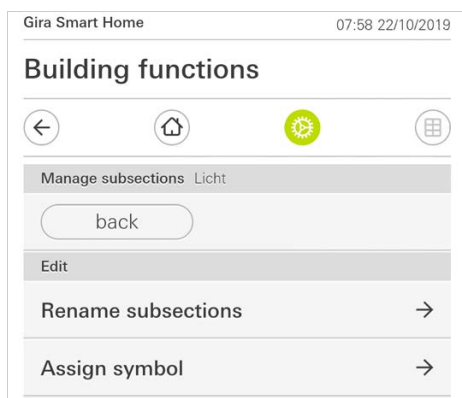 Gira Smart Home 07:58 22/10/2019
Building functions
Manage subsections Licht
back
Edit
Rename subsections
Assign symbol